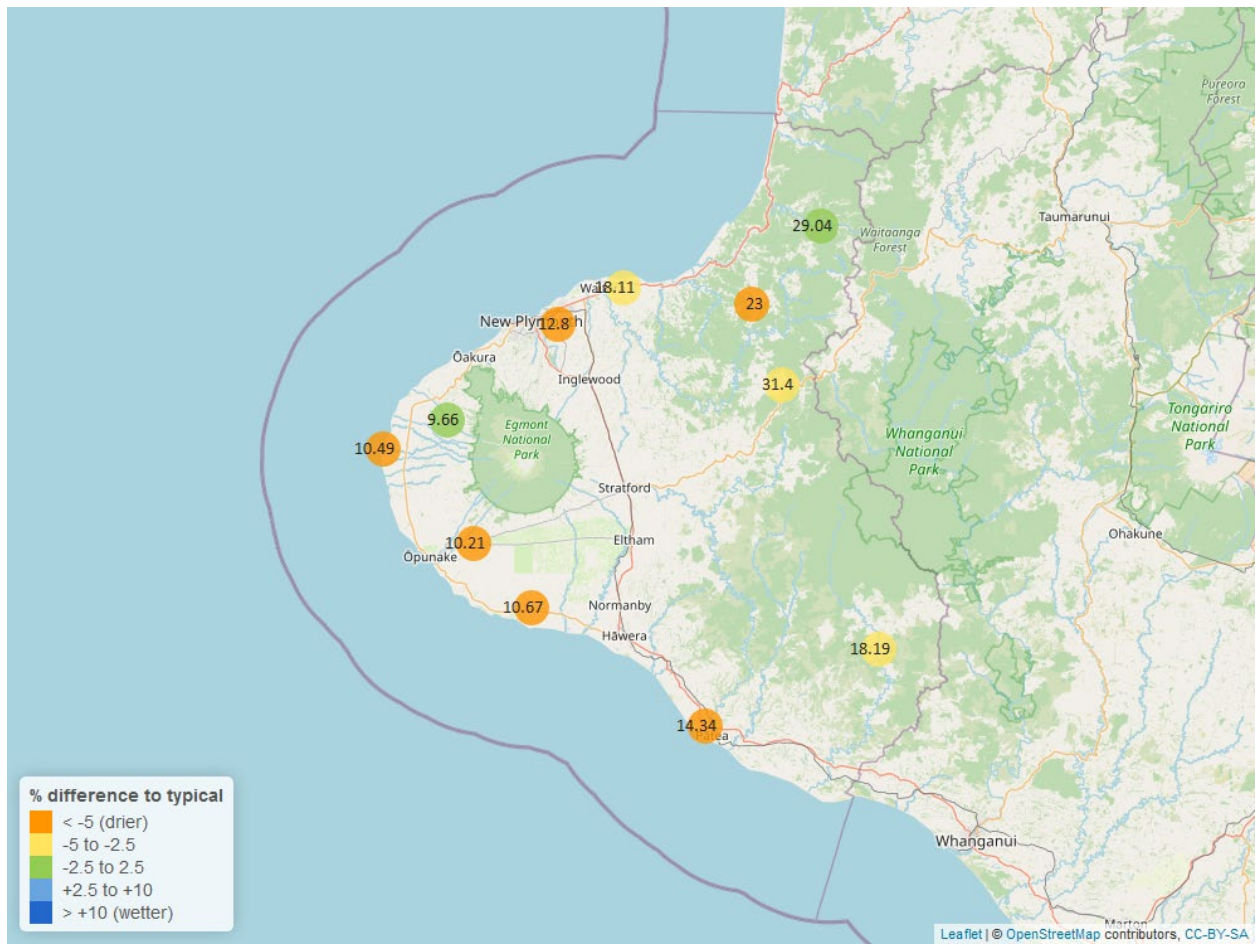 Pureora
Forest
Taumarunui
29.04
Waitaanga
Forest
18.11
23
New Plymouth
12.8
Ōakura
Inglewood
31.4
9.66
Egmont
National
Park
10.49
Whanganui
National
Park
Tongariro
National
Park
Stratford
Ohakune
10.21
Eltham
Ōpunake
10.67
Normanby
Hāwera
18.19
14.34
Patea
Whanganui
Marton
% difference to typical
< -5 (drier)
-5 to -2.5
-2.5 to 2.5
+2.5 to +10
> +10 (wetter)
Leaflet | © OpenStreetMap contributors, CC-BY-SA